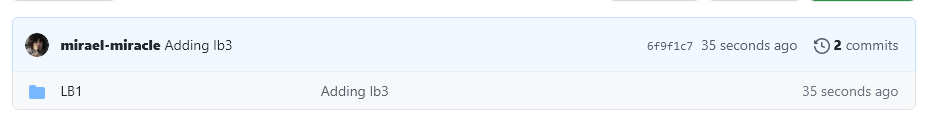 mirael-miracle Adding lb3 6f9f1c7 35 seconds ago 2 commits
LB1 Adding lb3 35 seconds ago